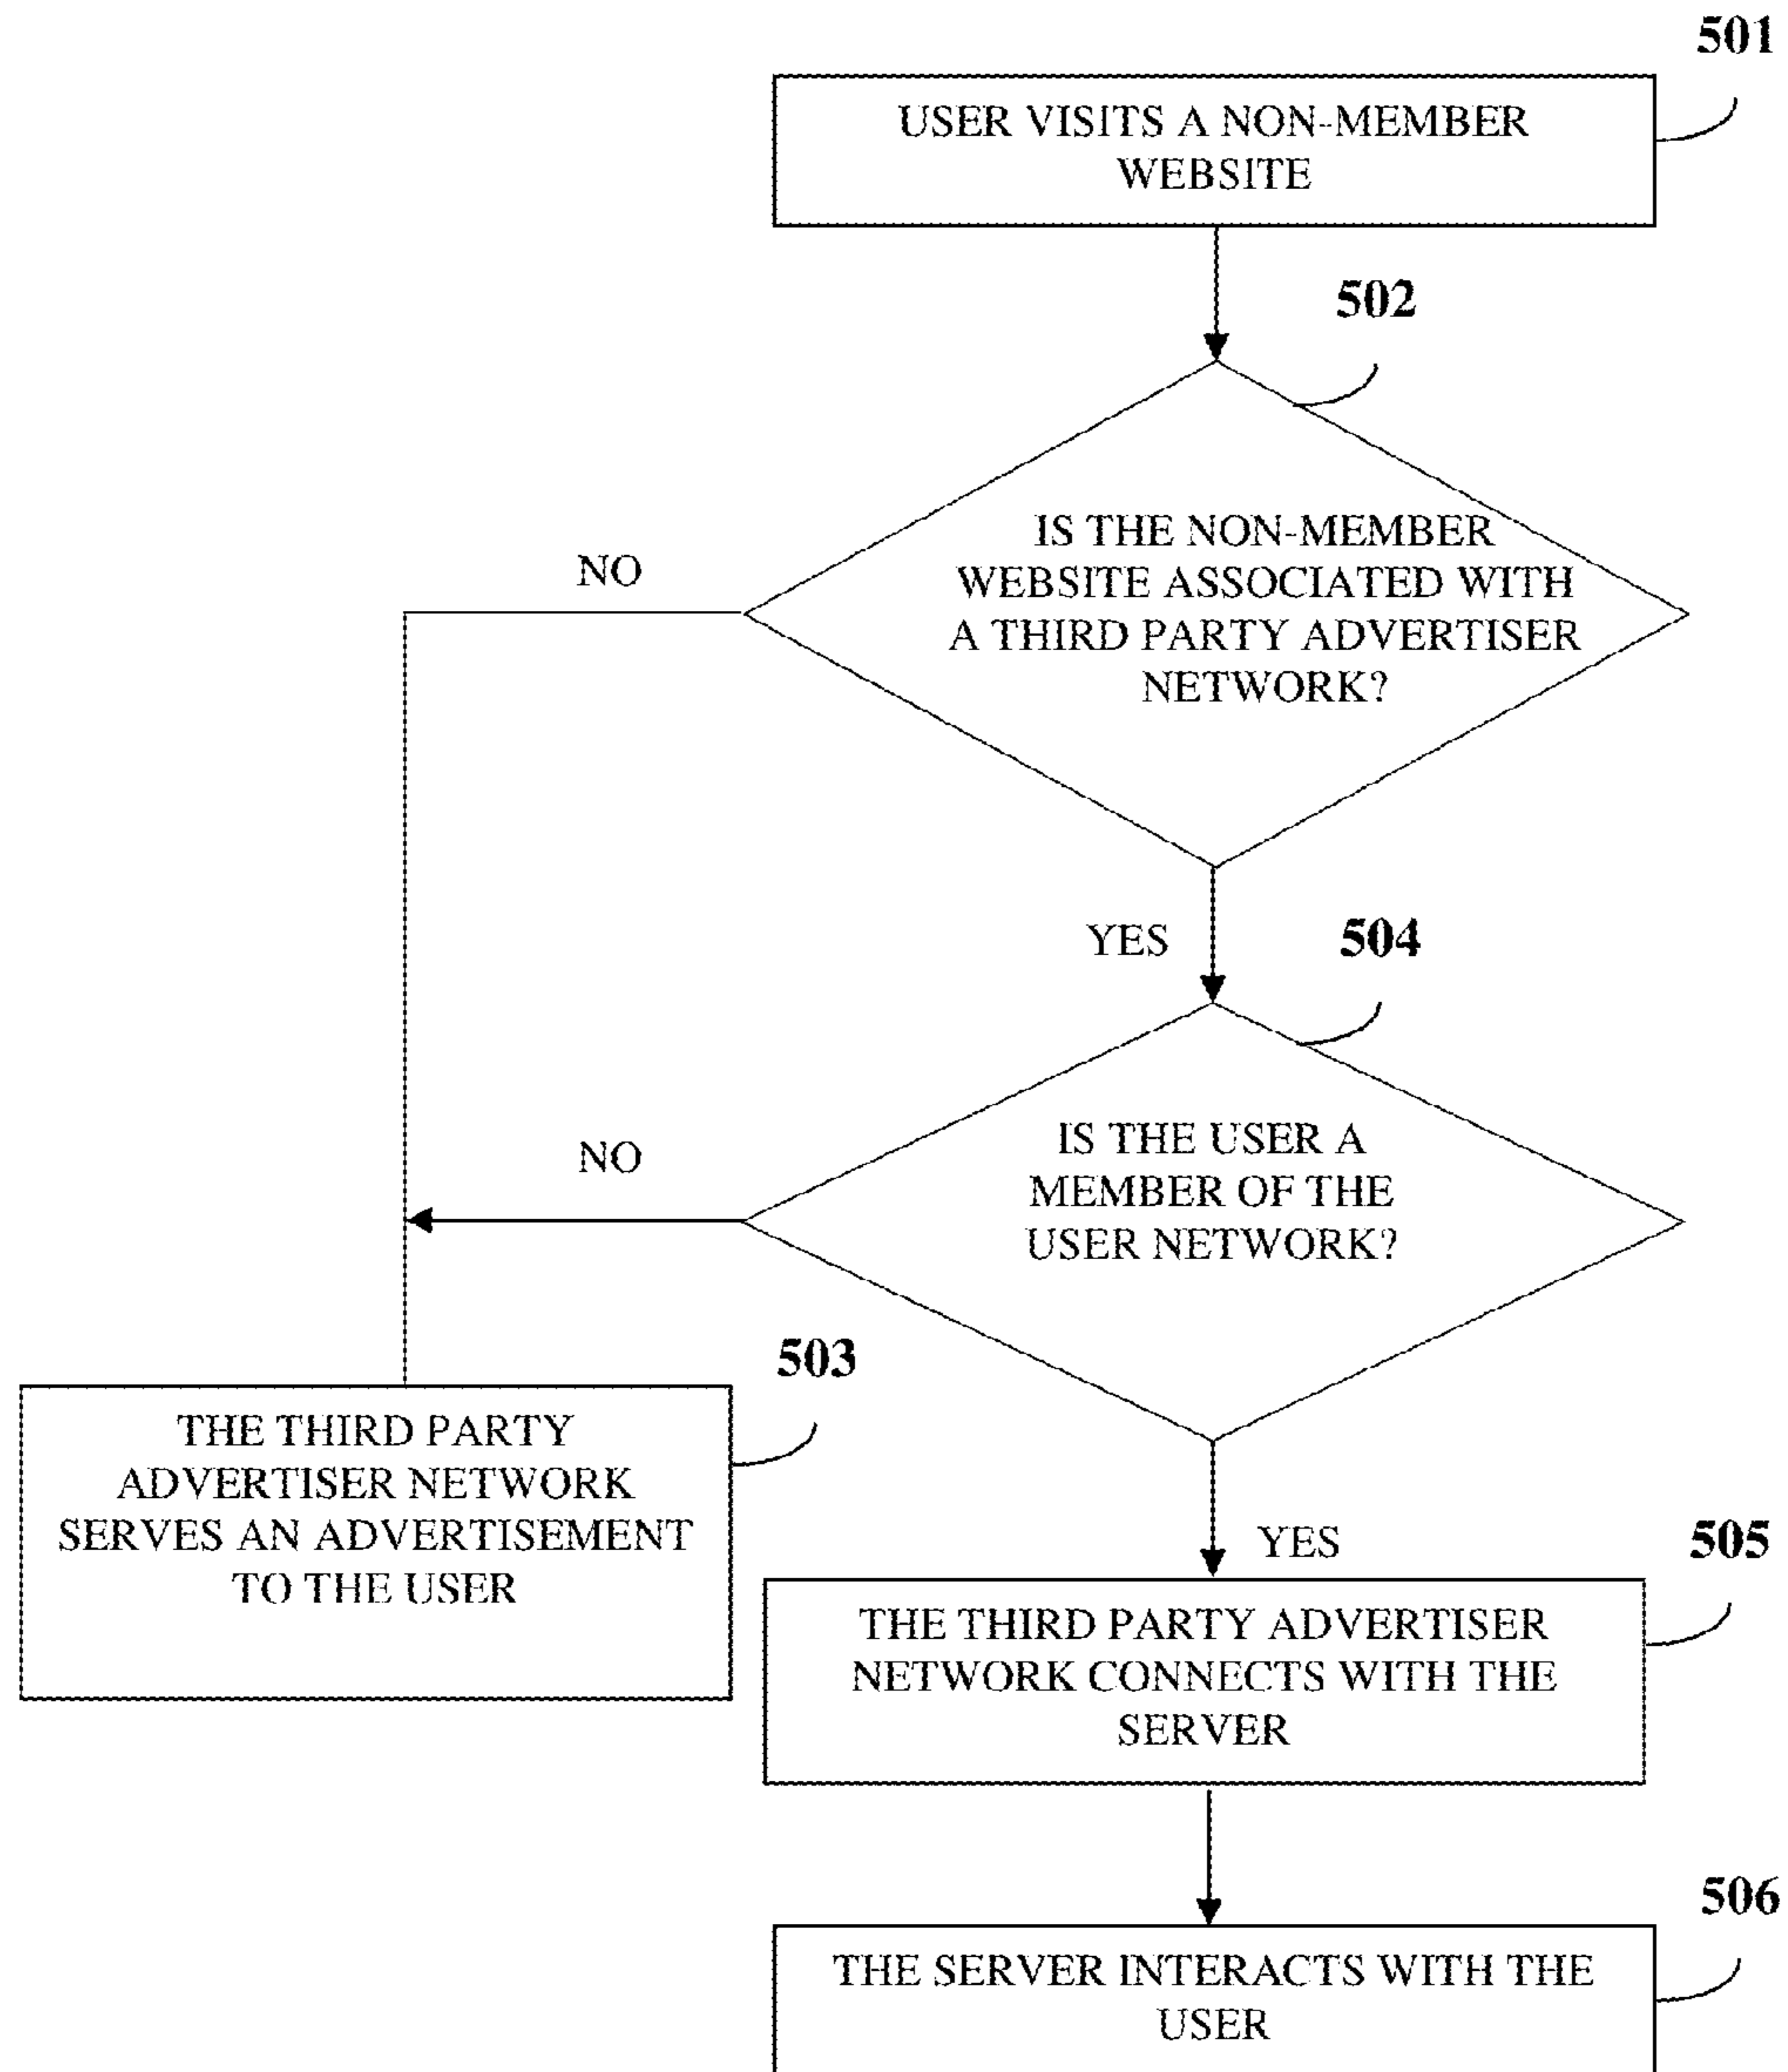 501
USER VISITS A NON-MEMBER
WEBSITE
502
IS THE NON-MEMBER
WEBSITE ASSOCIATED WITH
A THIRD PARTY ADVERTISER
NETWORK?
NO
YES
504
IS THE USER A
MEMBER OF THE
USER NETWORK?
NO
503
THE THIRD PARTY
ADVERTISER NETWORK
SERVES AN ADVERTISEMENT
TO THE USER
YES
505
THE THIRD PARTY ADVERTISER
NETWORK CONNECTS WITH THE
SERVER
506
THE SERVER INTERACTS WITH THE
USER